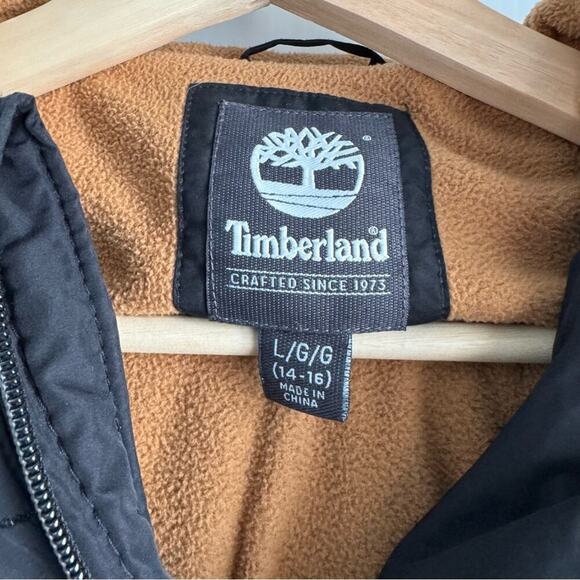 ®
Timberland®
CRAFTED SINCE 1973
L/G/G
(14-16)
MADE IN
CHINA